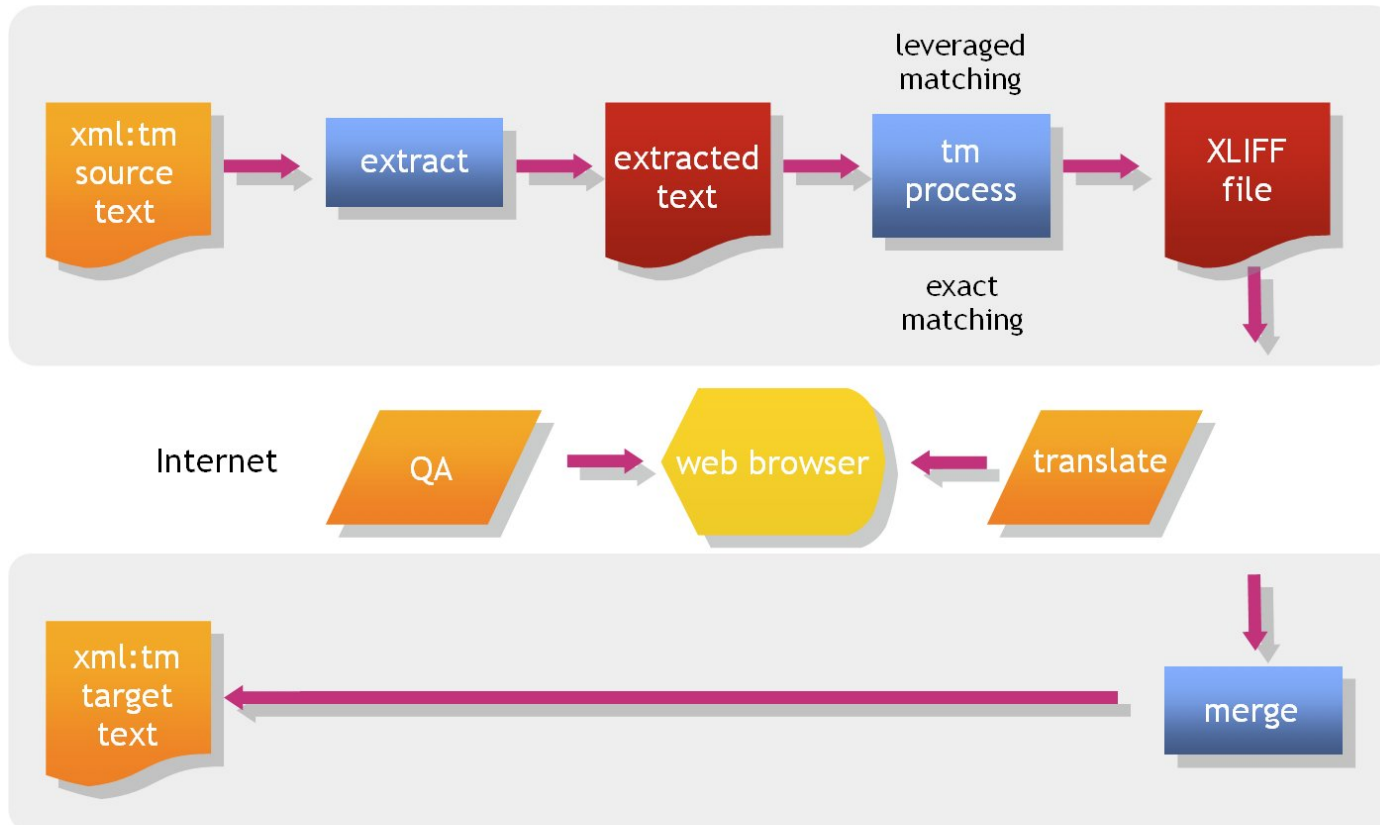 leveraged
matching
xml:tm
source
text
extract
extracted
text
tm
process
XLIFF
file
exact
matching
Internet
QA
web browser
translate
xml:tm
target
text
merge